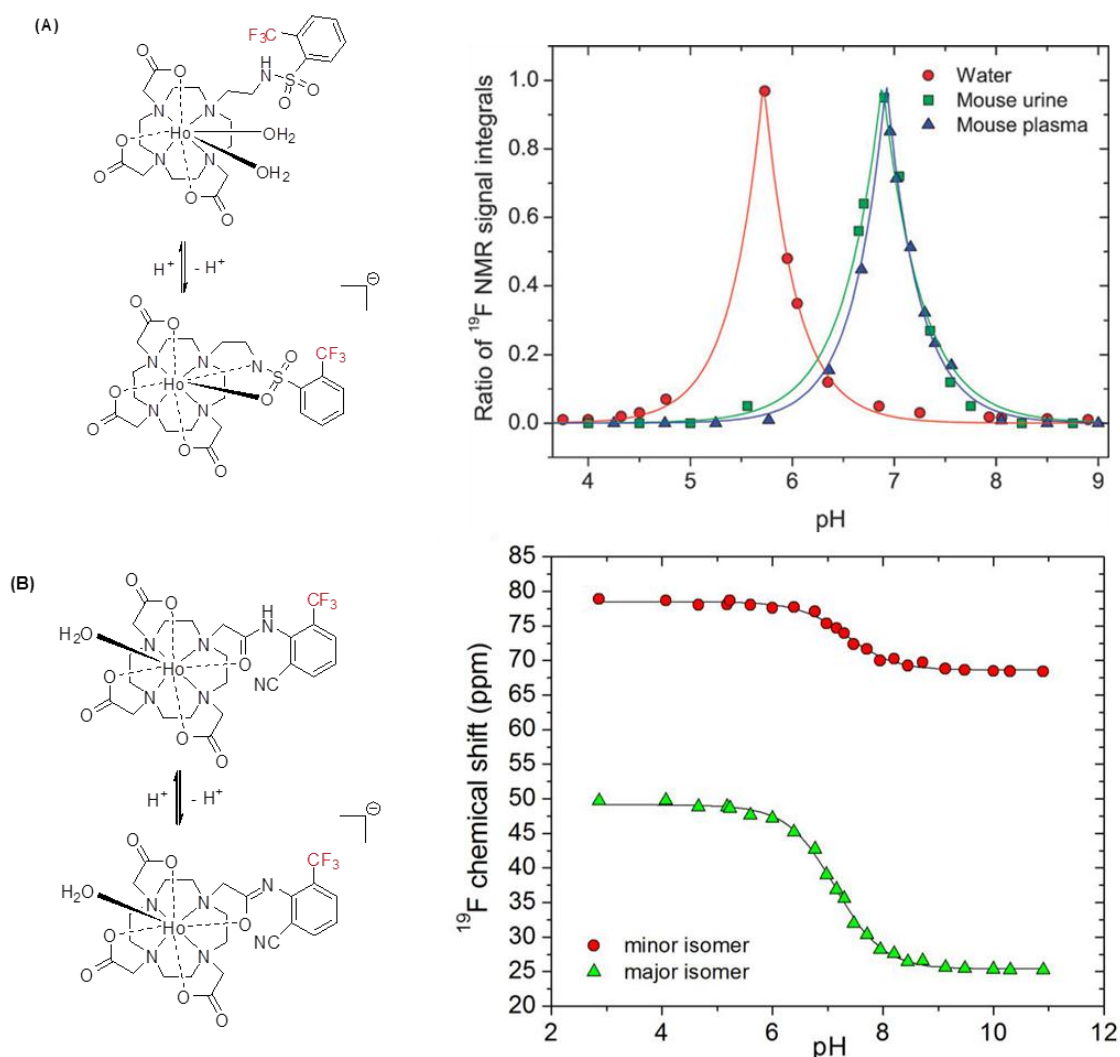 (A)
F₃C
O
O
H
N
S
O
O
N
N
Ho
OH₂
O
O
N
N
OH₂
O
O
H⁺
- H⁺
⊖
O
O
N
N
N
O
S
O
CF₃
O
O
Ho
N
N
O
O
Ratio of ¹⁹F NMR signal integrals
1.0
0.8
0.6
0.4
0.2
0.0
Water
Mouse urine
Mouse plasma
4
5
6
7
8
9
pH
(B)
O
O
H
N
CF₃
H₂O
N
N
O
O
Ho
O
N
N
NC
O
O
H⁺
- H⁺
⊖
O
O
N
CF₃
H₂O
N
N
O
O
Ho
O
N
N
NC
O
O
¹⁹F chemical shift (ppm)
85
80
75
70
65
60
55
50
45
40
35
30
25
20
minor isomer
major isomer
2
4
6
8
10
12
pH